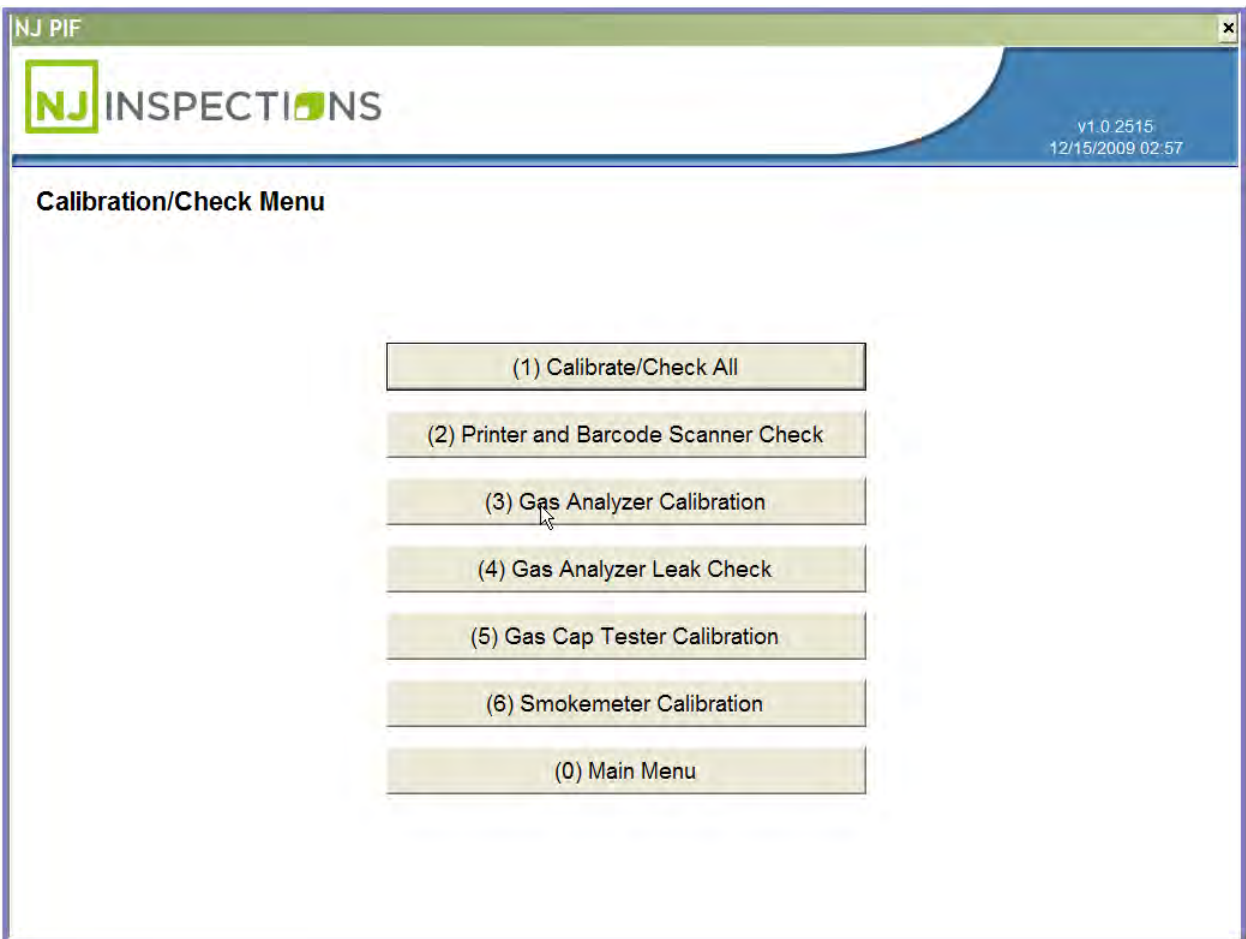 NJ PIF
NJ INSPECTIONS
v1.0.2515
12/15/2009 02:57
Calibration/Check Menu
(1) Calibrate/Check All
(2) Printer and Barcode Scanner Check
(3) Gas Analyzer Calibration
(4) Gas Analyzer Leak Check
(5) Gas Cap Tester Calibration
(6) Smokemeter Calibration
(0) Main Menu